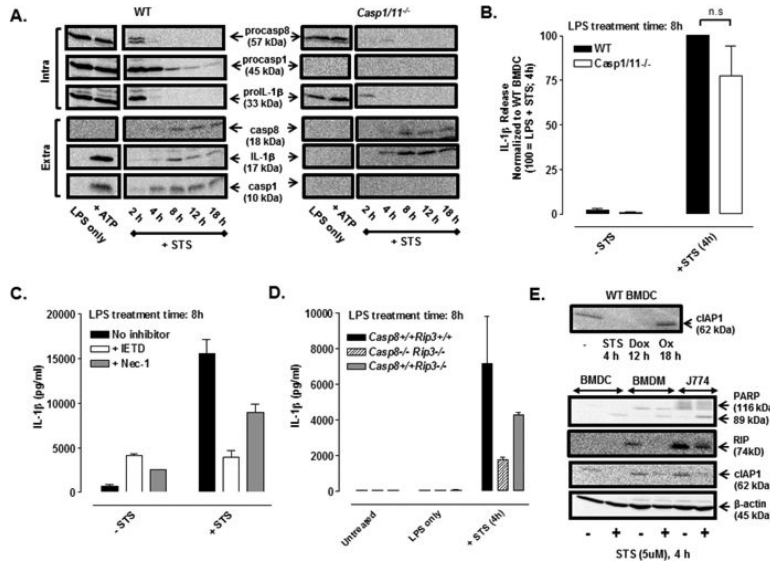 A.
WT
Casp1/11-/-
Intra
Extra
procasp8
(57 kDa)
procasp1
(45 kDa)
proIL-1β
(33 kDa)
casp8
(18 kDa)
IL-1β
(17 kDa)
casp1
(10 kDa)
LPS only
+ ATP
2 h
4 h
8 h
12 h
18 h
+ STS
LPS only
+ ATP
2 h
4 h
8 h
12 h
18 h
+ STS
B.
LPS treatment time: 8h
n.s
WT
Casp1/11-/-
IL-1β Release
Normalized to WT BMDC
(100 = LPS + STS; 4h)
100
75
50
25
0
- STS
+STS (4h)
C.
LPS treatment time: 8h
No inhibitor
+ IETD
+ Nec-1
IL-1β (pg/ml)
20000
15000
10000
5000
0
- STS
+ STS
D.
LPS treatment time: 8h
Casp8+/+Rip3+/+
Casp8-/- Rip3-/-
Casp8+/+Rip3-/-
IL-1β (pg/ml)
10000
8000
6000
4000
2000
0
Untreated
LPS only
+ STS (4h)
E.
WT BMDC
cIAP1
(62 kDa)
- STS Dox Ox
4 h 12 h 18 h
BMDC BMDM J774
PARP
(116 kDa)
89 kDa)
RIP
(74kD)
cIAP1
(62 kDa)
β-actin
(45 kDa)
- + - + - +
STS (5uM), 4 h